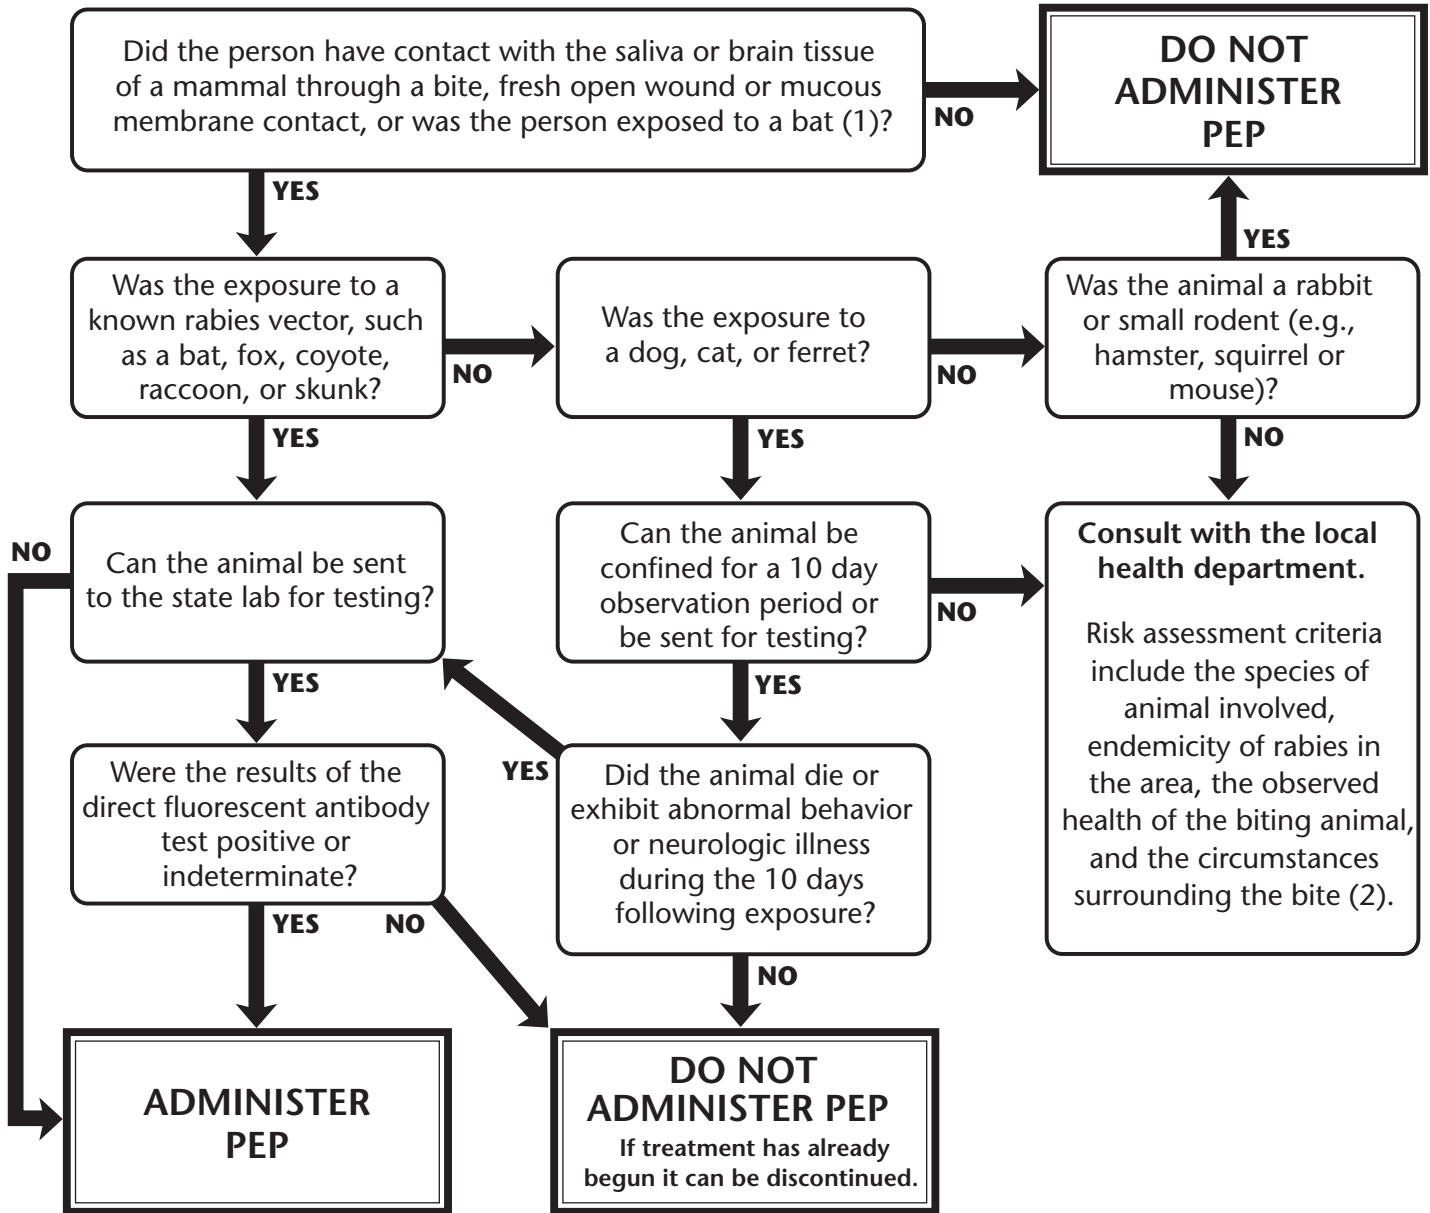 Did the person have contact with the saliva or brain tissue
of a mammal through a bite, fresh open wound or mucous
membrane contact, or was the person exposed to a bat (1)?
NO
DO NOT
ADMINISTER
PEP
YES
YES
Was the exposure to a
known rabies vector, such
as a bat, fox, coyote,
raccoon, or skunk?
NO
Was the exposure to
a dog, cat, or ferret?
NO
Was the animal a rabbit
or small rodent (e.g.,
hamster, squirrel or
mouse)?
YES
YES
NO
NO
Can the animal be sent
to the state lab for testing?
Can the animal be
confined for a 10 day
observation period or
be sent for testing?
NO
Consult with the local
health department.
Risk assessment criteria
include the species of
animal involved,
endemicity of rabies in
the area, the observed
health of the biting animal,
and the circumstances
surrounding the bite (2).
YES
YES
Were the results of the
direct fluorescent antibody
test positive or
indeterminate?
YES
Did the animal die or
exhibit abnormal behavior
or neurologic illness
during the 10 days
following exposure?
YES
NO
NO
ADMINISTER
PEP
DO NOT
ADMINISTER PEP
If treatment has already
begun it can be discontinued.